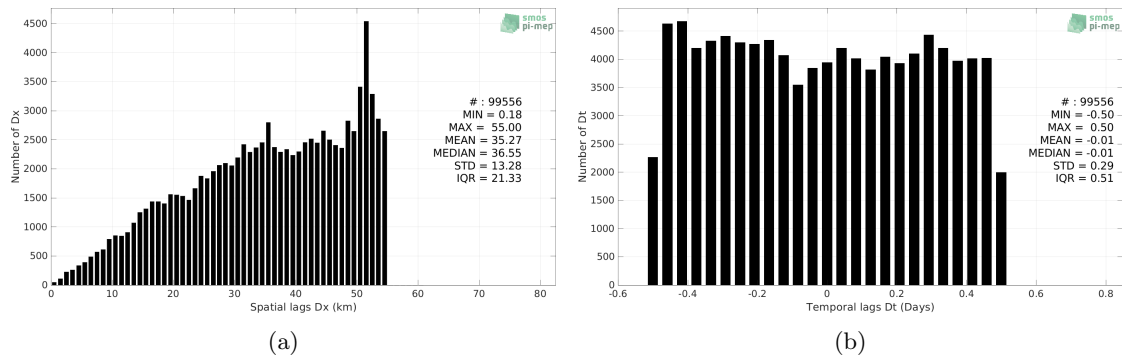 4500
4000
3500
3000
2500
2000
1500
1000
500
0
Number of Dx
0 10 20 30 40 50 60 70 80
Spatial lags Dx (km)
smos
pi-mep
# : 99556
MIN = 0.18
MAX = 55.00
MEAN = 35.27
MEDIAN = 36.55
STD = 13.28
IQR = 21.33
(a)
4500
4000
3500
3000
2500
2000
1500
1000
500
0
Number of Dt
-0.6 -0.4 -0.2 0 0.2 0.4 0.6 0.8
Temporal lags Dt (Days)
smos
pi-mep
# : 99556
MIN = -0.50
MAX = 0.50
MEAN = -0.01
MEDIAN = -0.01
STD = 0.29
IQR = 0.51
(b)